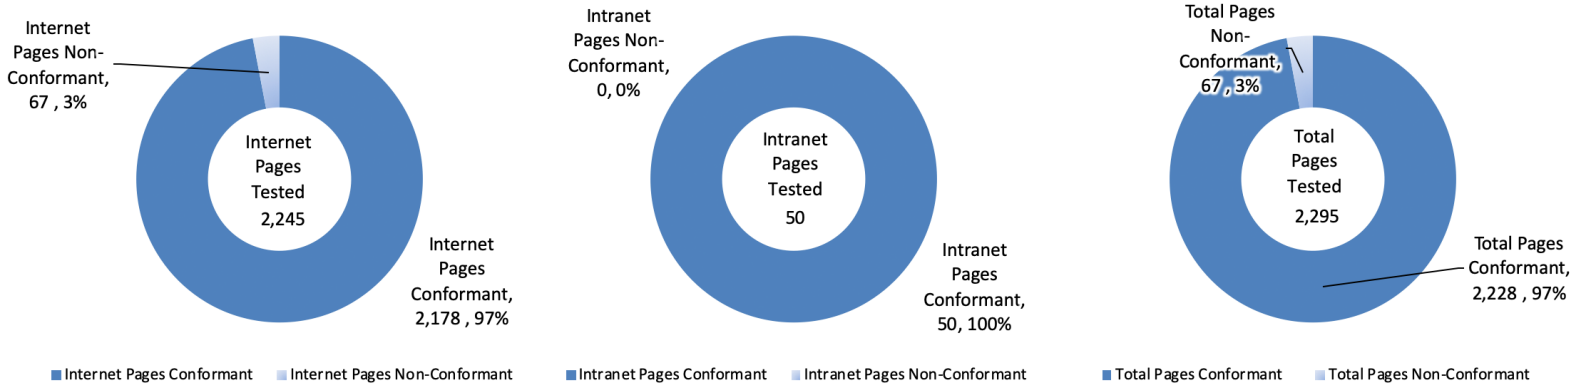 Internet
Pages Non-
Conformant,
67 , 3%
Internet
Pages
Tested
2,245
Internet
Pages
Conformant,
2,178 , 97%
Internet Pages Conformant
Internet Pages Non-Conformant
Intranet
Pages Non-
Conformant,
0, 0%
Intranet
Pages
Tested
50
Intranet
Pages
Conformant,
50, 100%
Intranet Pages Conformant
Intranet Pages Non-Conformant
Total Pages
Non-
Conformant,
67 , 3%
Total
Pages
Tested
2,295
Total Pages
Conformant,
2,228 , 97%
Total Pages Conformant
Total Pages Non-Conformant